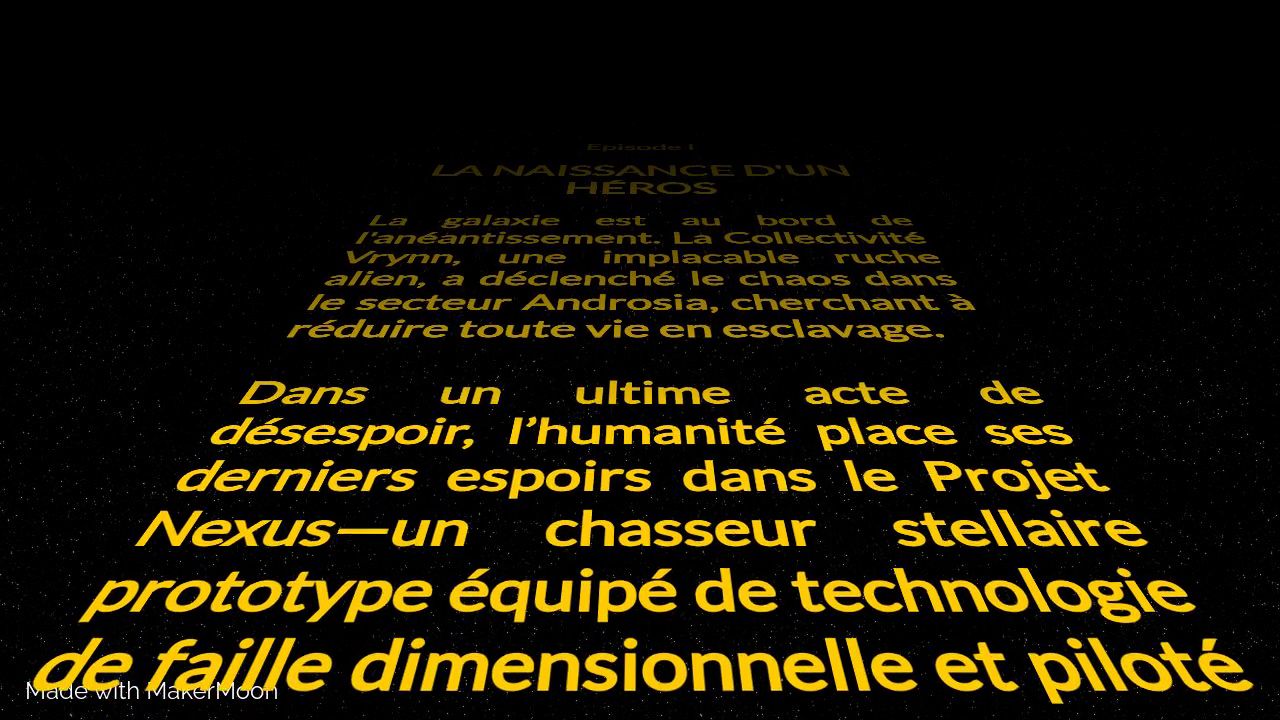 Episode I
LA NAISSANCE D'UN
HÉROS
La galaxie est au bord de
l'anéantissement. La Collectivité
Vrynn, une implacable ruche
alien, a déclenché le chaos dans
le secteur Androsia, cherchant à
réduire toute vie en esclavage.
Dans un ultime acte de
désespoir, l’humanité place ses
derniers espoirs dans le Projet
Nexus—un chasseur stellaire
prototype équipé de technologie
de faille dimensionnelle et piloté
Made with MakerMoon